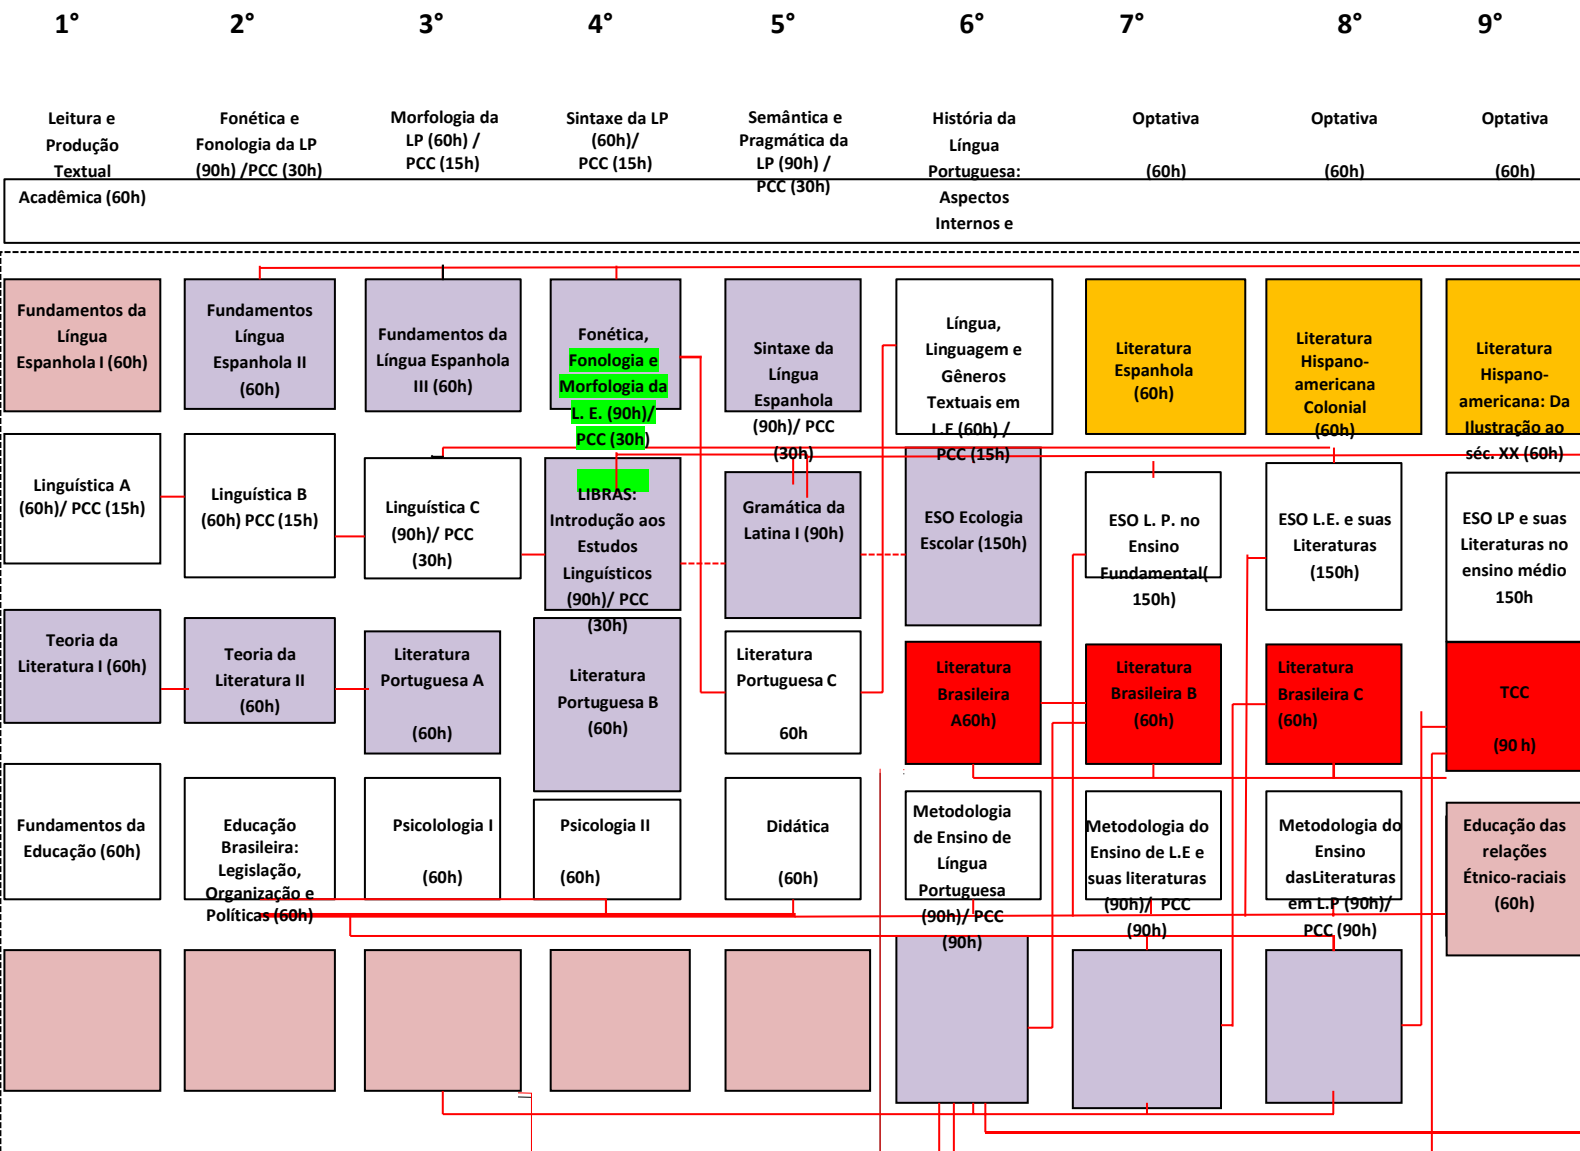 1° 2° 3° 4° 5° 6° 7° 8° 9°
Leitura e
Produção
Textual
Acadêmica (60h)
Fonética e
Fonologia da LP
(90h) /PCC (30h)
Morfologia da
LP (60h) /
PCC (15h)
Sintaxe da LP
(60h)/
PCC (15h)
Semântica e
Pragmática da
LP (90h) /
PCC (30h)
História da
Língua
Portuguesa:
Aspectos
Internos e
Optativa
(60h)
Optativa
(60h)
Optativa
(60h)
Fundamentos da
Língua
Espanhola I (60h)
Fundamentos
Língua
Espanhola II
(60h)
Fundamentos da
Língua Espanhola
III (60h)
Fonética,
Fonologia e
Morfologia da
L. E. (90h)/
PCC (30h)
Sintaxe da
Língua
Espanhola
(90h)/ PCC
(30h)
Língua,
Linguagem e
Gêneros
Textuais em
L.E (60h) /
PCC (15h)
Literatura
Espanhola
(60h)
Literatura
Hispano-
americana
Colonial
(60h)
Literatura
Hispano-
americana: Da
Ilustração ao
séc. XX (60h)
Linguística A
(60h)/ PCC (15h)
Linguística B
(60h) PCC (15h)
Linguística C
(90h)/ PCC
(30h)
LIBRAS:
Introdução aos
Estudos
Linguísticos
(90h)/ PCC
(30h)
Gramática da
Latina I (90h)
ESO Ecologia
Escolar (150h)
ESO L. P. no
Ensino
Fundamental(
150h)
ESO L.E. e suas
Literaturas
(150h)
ESO LP e suas
Literaturas no
ensino médio
150h
Teoria da
Literatura I (60h)
Teoria da
Literatura II
(60h)
Literatura
Portuguesa A
(60h)
Literatura
Portuguesa B
(60h)
Literatura
Portuguesa C
60h
Literatura
Brasileira
A60h)
Literatura
Brasileira B
(60h)
Literatura
Brasileira C
(60h)
TCC
(90 h)
Fundamentos da
Educação (60h)
Educação
Brasileira:
Legislação,
Organização e
Políticas (60h)
Psicolologia I
(60h)
Psicologia II
(60h)
Didática
(60h)
Metodologia
de Ensino de
Língua
Portuguesa
(90h)/ PCC
(90h)
Metodologia do
Ensino de L.E e
suas literaturas
(90h)/ PCC
(90h)
Metodologia do
Ensino
dasLiteraturas
em L.P (90h)/
PCC (90h)
Educação das
relações
Étnico-raciais
(60h)